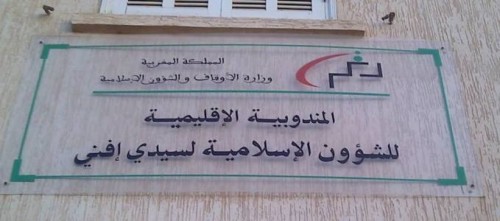 المملكة المغربية
وزارة الأوقاف والشؤون الإسلامية
المندوبية الإقليمية
للشؤون الإسلامية لسيدي إفني